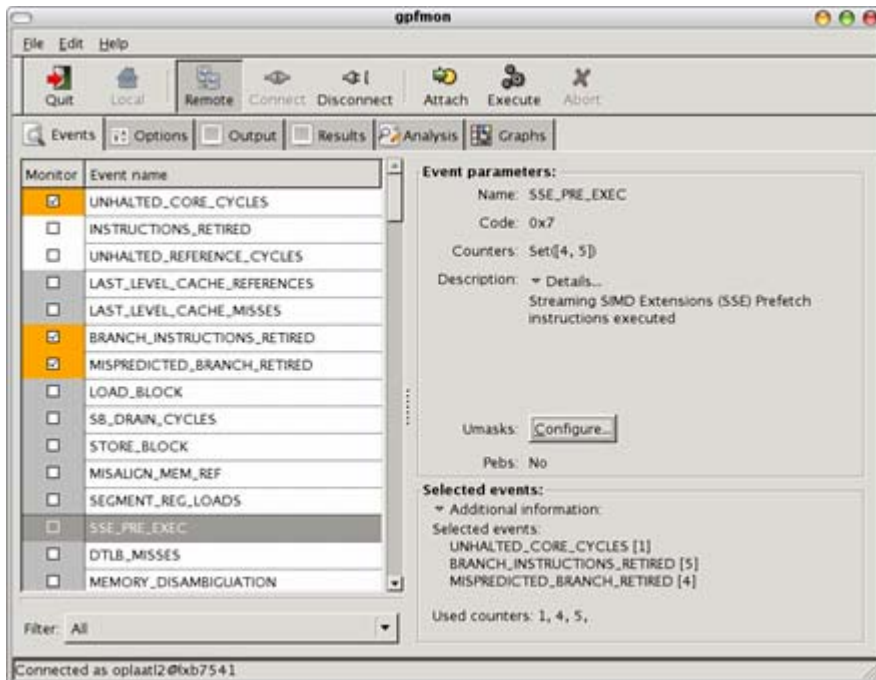 gpfmon
File Edit Help
Quit Local Remote Connect Disconnect Attach Execute Abort
Events Options Output Results Analysis Graphs
Monitor Event name
UNHALTED_CORE_CYCLES
INSTRUCTIONS_RETIRED
UNHALTED_REFERENCE_CYCLES
LAST_LEVEL_CACHE_REFERENCES
LAST_LEVEL_CACHE_MISSES
BRANCH_INSTRUCTIONS_RETIRED
MISPREDICTED_BRANCH_RETIRED
LOAD_BLOCK
SB_DRAIN_CYCLES
STORE_BLOCK
MISALIGN_MEM_REF
SEGMENT_REG_LOADS
SSE_PRE_EXEC
DTLB_MISSES
MEMORY_DISAMBIGUATION
Filter: All
Event parameters:
Name: SSE_PRE_EXEC
Code: 0x7
Counters: Set([4, 5])
Description: Details...
Streaming SIMD Extensions (SSE) Prefetch
instructions executed
Umasks: Configure...
Pebs: No
Selected events:
Additional information:
Selected events:
UNHALTED_CORE_CYCLES [1]
BRANCH_INSTRUCTIONS_RETIRED [5]
MISPREDICTED_BRANCH_RETIRED [4]
Used counters: 1, 4, 5,
Connected as oplaatl2@lxb7541